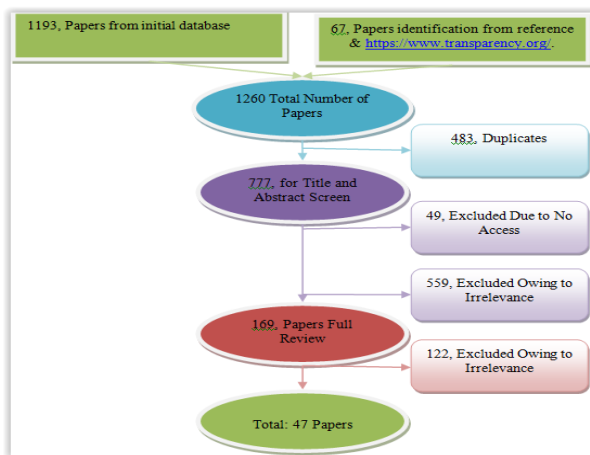 1193, Papers from initial database
67, Papers identification from reference
& https://www.transparency.org/.
1260 Total Number of
Papers
483, Duplicates
777, for Title and
Abstract Screen
49, Excluded Due to No
Access
559, Excluded Owing to
Irrelevance
169, Papers Full
Review
122, Excluded Owing to
Irrelevance
Total: 47 Papers